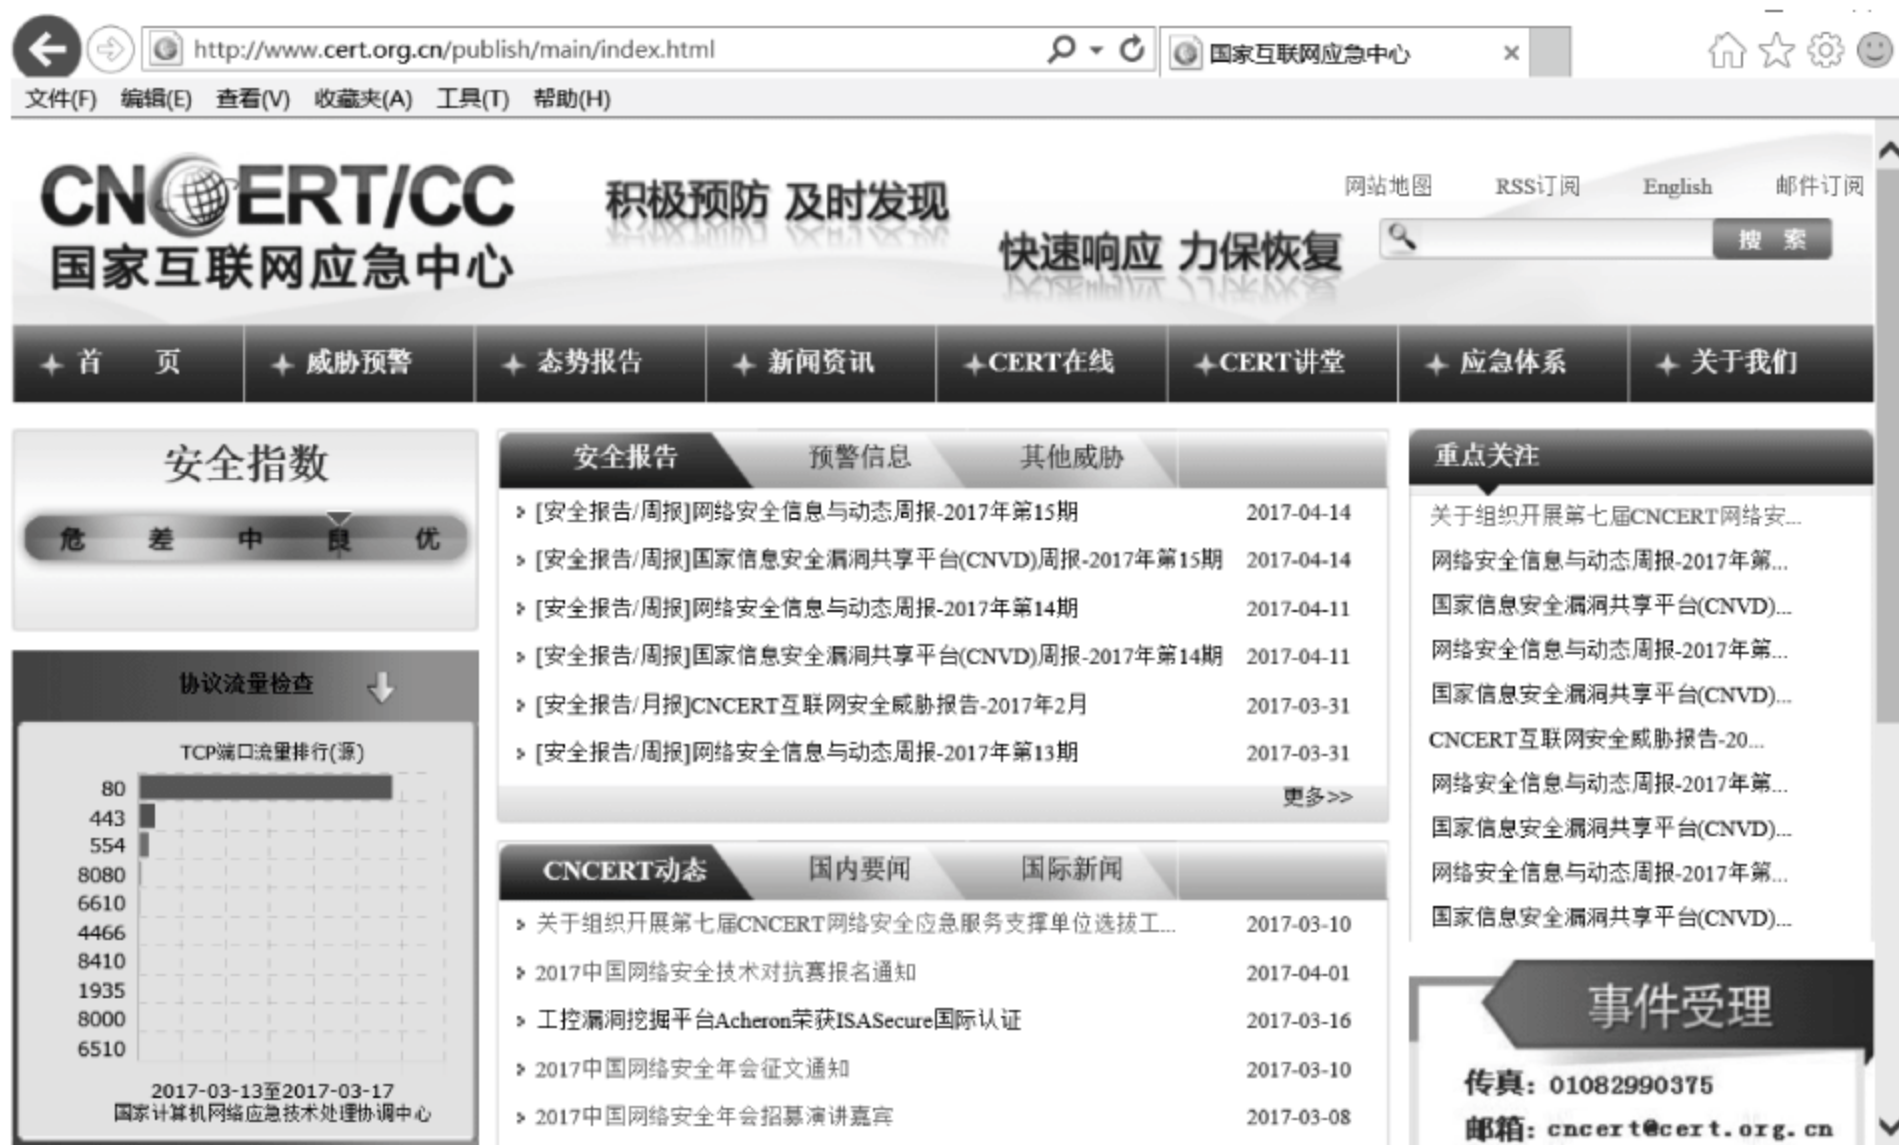 http://www.cert.org.cn/publish/main/index.html
国家互联网应急中心
文件(F) 编辑(E) 查看(V) 收藏夹(A) 工具(T) 帮助(H)
CNCERT/CC
国家互联网应急中心
积极预防 及时发现
快速响应 力保恢复
网站地图 RSS订阅 English 邮件订阅
搜 索
首 页 威胁预警 态势报告 新闻资讯 CERT在线 CERT讲堂 应急体系 关于我们
安全指数
危 差 中 良 优
协议流量检查
TCP端口流量排行(源)
80
443
554
8080
6610
4466
8410
1935
8000
6510
2017-03-13至2017-03-17
国家计算机网络应急技术处理协调中心
安全报告 预警信息 其他威胁
[安全报告/周报]网络安全信息与动态周报-2017年第15期 2017-04-14
[安全报告/周报]国家信息安全漏洞共享平台(CNVD)周报-2017年第15期 2017-04-14
[安全报告/周报]网络安全信息与动态周报-2017年第14期 2017-04-11
[安全报告/周报]国家信息安全漏洞共享平台(CNVD)周报-2017年第14期 2017-04-11
[安全报告/月报]CNCERT互联网安全威胁报告-2017年2月 2017-03-31
[安全报告/周报]网络安全信息与动态周报-2017年第13期 2017-03-31
更多>>
CNCERT动态 国内要闻 国际新闻
关于组织开展第七届CNCERT网络安全应急服务支撑单位选拔工... 2017-03-10
2017中国网络安全技术对抗赛报名通知 2017-04-01
工控漏洞挖掘平台Acheron荣获ISASecure国际认证 2017-03-16
2017中国网络安全年会征文通知 2017-03-10
2017中国网络安全年会招募演讲嘉宾 2017-03-08
重点关注
关于组织开展第七届CNCERT网络安...
网络安全信息与动态周报-2017年第...
国家信息安全漏洞共享平台(CNVD)...
网络安全信息与动态周报-2017年第...
国家信息安全漏洞共享平台(CNVD)...
CNCERT互联网安全威胁报告-20...
网络安全信息与动态周报-2017年第...
国家信息安全漏洞共享平台(CNVD)...
网络安全信息与动态周报-2017年第...
国家信息安全漏洞共享平台(CNVD)...
事件受理
传真：01082990375
邮箱：cncert@cert.org.cn